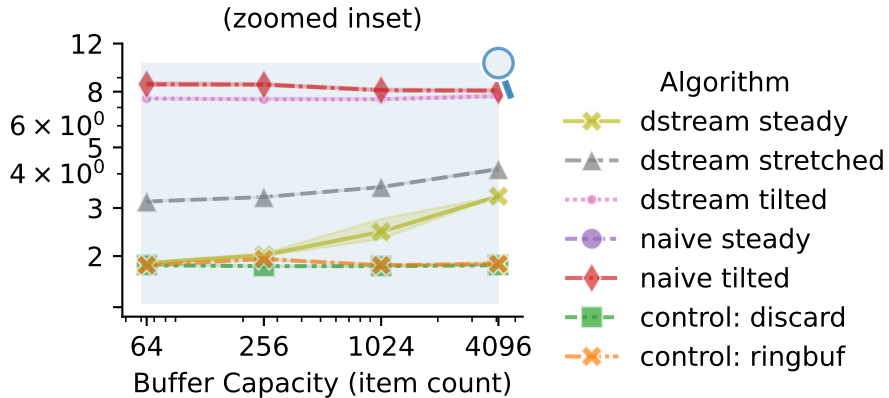 (zoomed inset)
12
8
6 × 10⁰
5
4 × 10⁰
3
2
64 256 1024 4096
Buffer Capacity (item count)
Algorithm
dstream steady
dstream stretched
dstream tilted
naive steady
naive tilted
control: discard
control: ringbuf